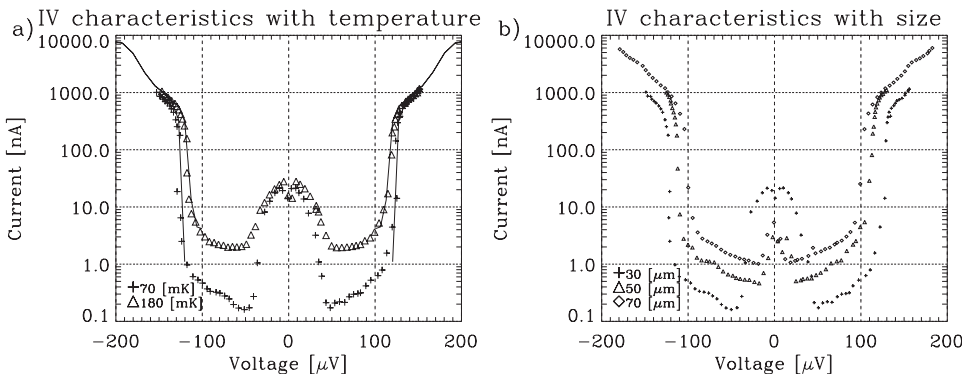 IV characteristics with temperature
a)
10000.0
1000.0
100.0
10.0
1.0
0.1
Current [nA]
+70 [mK]
△180 [mK]
−200 −100 0 100 200
Voltage [μV]
IV characteristics with size
b)
10000.0
1000.0
100.0
10.0
1.0
0.1
Current [nA]
+30 [μm]
△50 [μm]
◇70 [μm]
−200 −100 0 100 200
Voltage [μV]